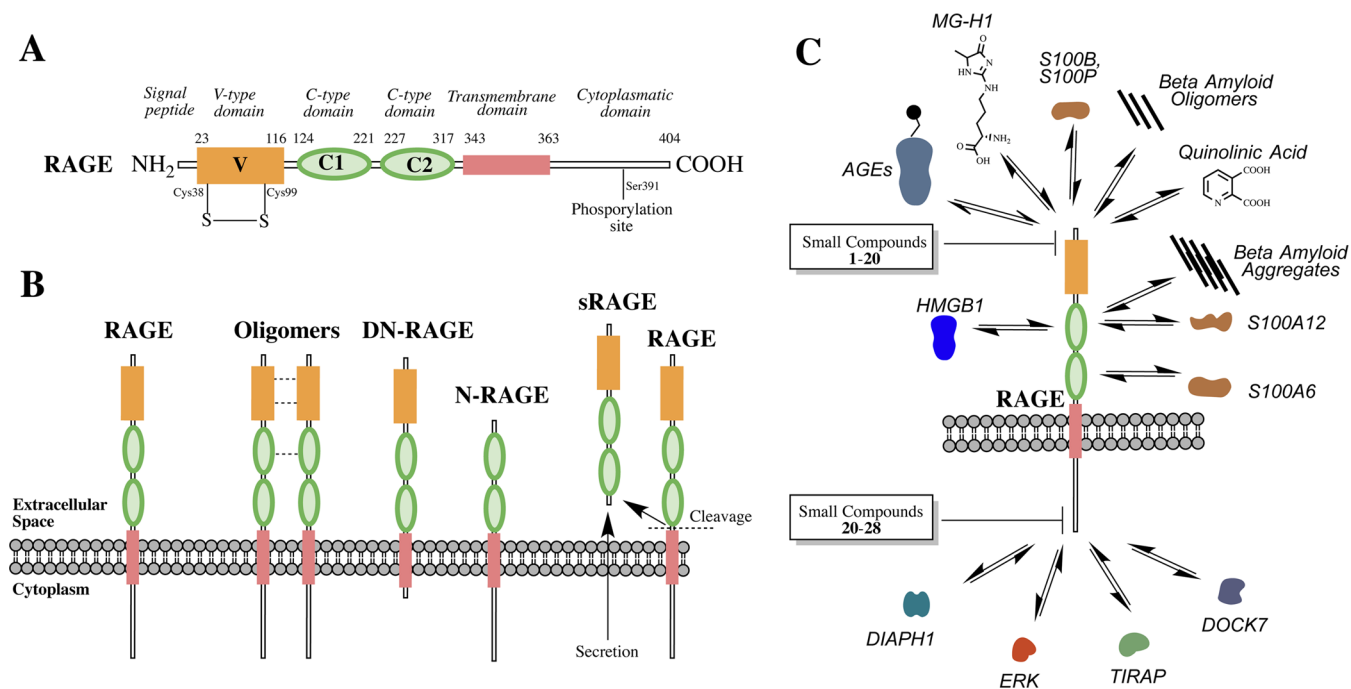 A
Signal
peptide
V-type
domain
C-type
domain
C-type
domain
Transmembrane
domain
Cytoplasmatic
domain
23
116
124
221
227
317
343
363
404
RAGE
NH2
V
C1
C2
COOH
Cys38
Cys99
S
S
Ser391
Phosporylation
site
B
RAGE
Oligomers
DN-RAGE
N-RAGE
sRAGE
RAGE
Extracellular
Space
Cleavage
Cytoplasm
Secretion
C
MG-H1
O
N
HN
NH
NH2
O
OH
S100B,
S100P
Beta Amyloid
Oligomers
AGEs
Quinolinic Acid
COOH
COOH
N
Small Compounds
1-20
Beta Amyloid
Aggregates
HMGB1
S100A12
RAGE
S100A6
Small Compounds
20-28
DIAPH1
ERK
TIRAP
DOCK7